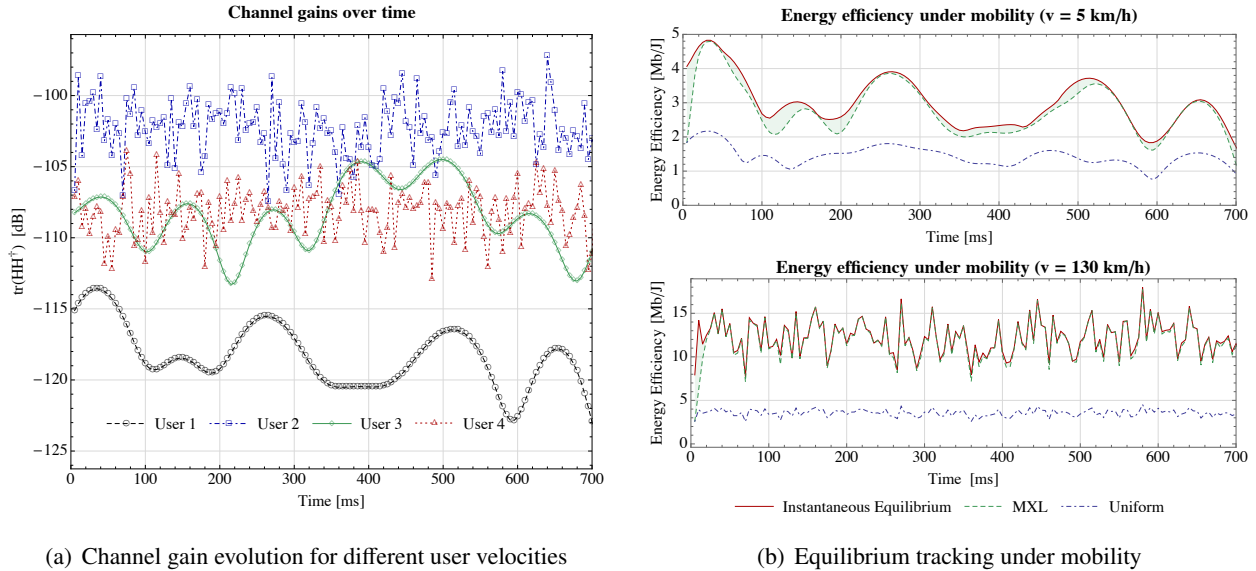 Channel gains over time
tr(HH†) [dB]
−100
−105
−110
−115
−120
−125
User 1
User 2
User 3
User 4
0 100 200 300 400 500 600 700
Time [ms]
(a) Channel gain evolution for different user velocities
Energy efficiency under mobility (v = 5 km/h)
Energy Efficiency [Mb/J]
5
4
3
2
1
0
0 100 200 300 400 500 600 700
Time [ms]
Energy efficiency under mobility (v = 130 km/h)
Energy Efficiency [Mb/J]
15
10
5
0
0 100 200 300 400 500 600 700
Time [ms]
Instantaneous Equilibrium
MXL
Uniform
(b) Equilibrium tracking under mobility